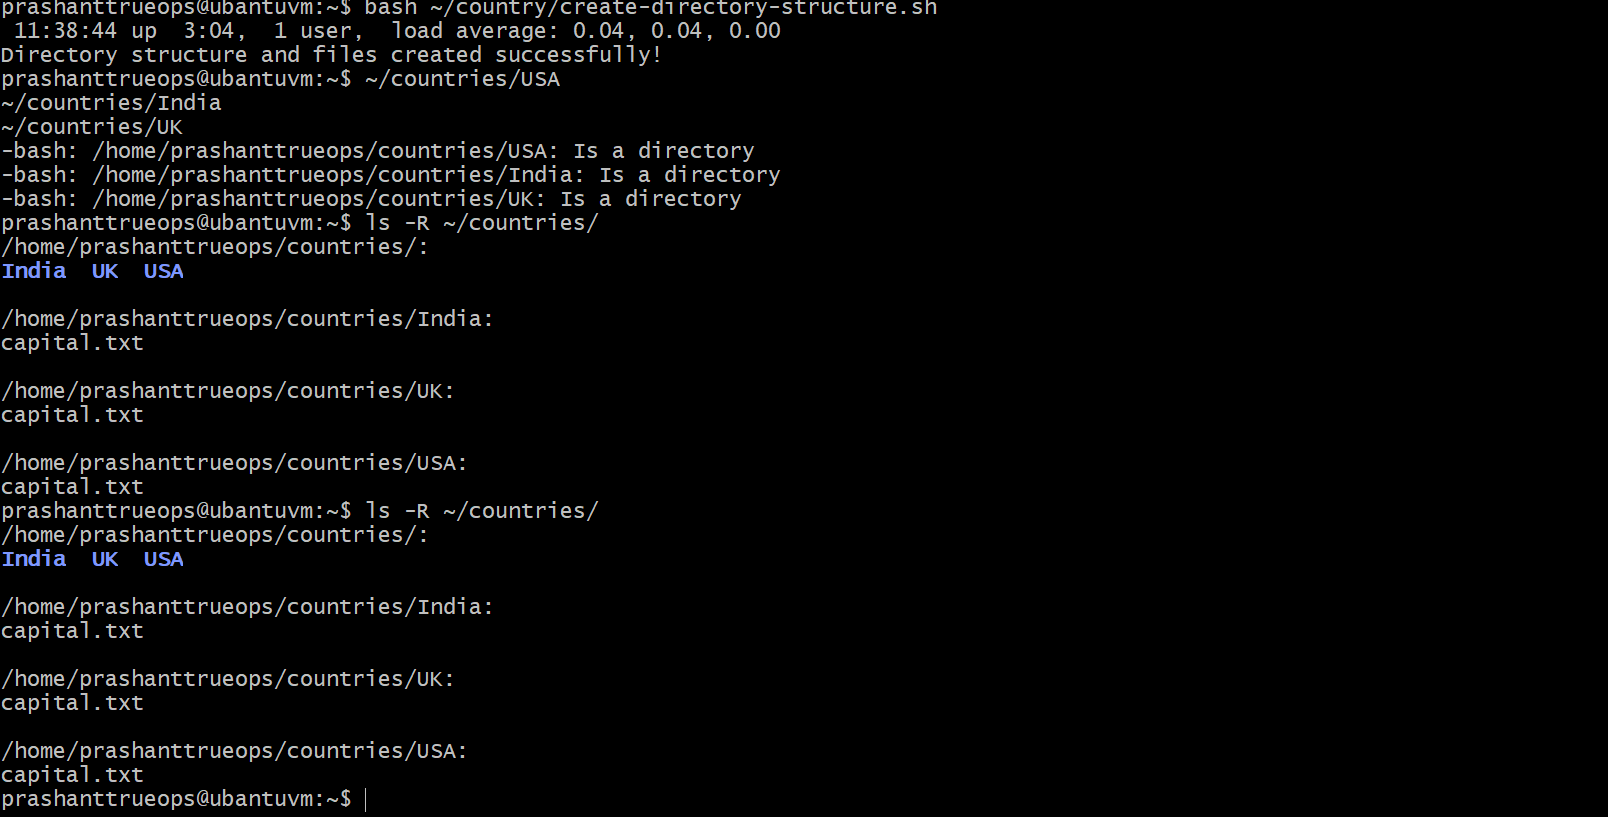 prashanttrueops@ubantuvm:~$ bash ~/country/create-directory-structure.sh
 11:38:44 up  3:04,  1 user,  load average: 0.04, 0.04, 0.00
Directory structure and files created successfully!
prashanttrueops@ubantuvm:~$ ~/countries/USA
~/countries/India
~/countries/UK
-bash: /home/prashanttrueops/countries/USA: Is a directory
-bash: /home/prashanttrueops/countries/India: Is a directory
-bash: /home/prashanttrueops/countries/UK: Is a directory
prashanttrueops@ubantuvm:~$ ls -R ~/countries/
/home/prashanttrueops/countries/:
India  UK  USA

/home/prashanttrueops/countries/India:
capital.txt

/home/prashanttrueops/countries/UK:
capital.txt

/home/prashanttrueops/countries/USA:
capital.txt
prashanttrueops@ubantuvm:~$ ls -R ~/countries/
/home/prashanttrueops/countries/:
India  UK  USA

/home/prashanttrueops/countries/India:
capital.txt

/home/prashanttrueops/countries/UK:
capital.txt

/home/prashanttrueops/countries/USA:
capital.txt
prashanttrueops@ubantuvm:~$